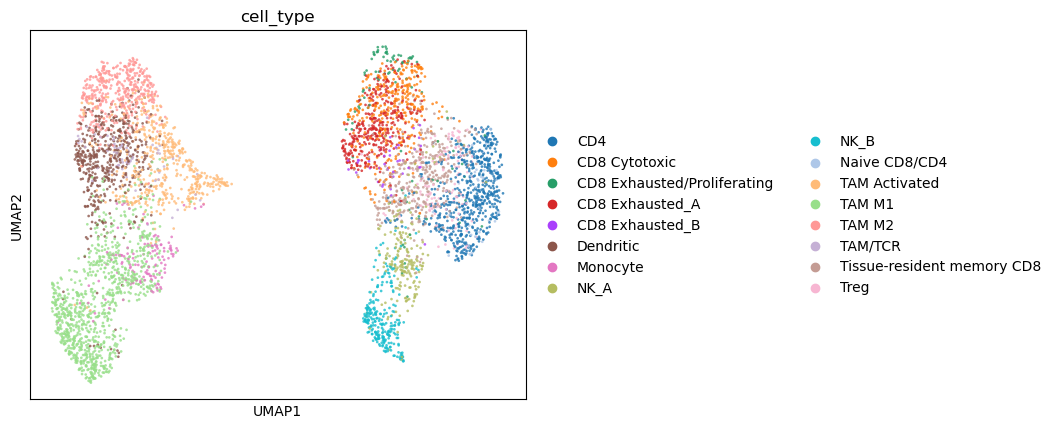 cell_type
UMAP2
UMAP1
CD4
CD8 Cytotoxic
CD8 Exhausted/Proliferating
CD8 Exhausted_A
CD8 Exhausted_B
Dendritic
Monocyte
NK_A
NK_B
Naive CD8/CD4
TAM Activated
TAM M1
TAM M2
TAM/TCR
Tissue-resident memory CD8
Treg